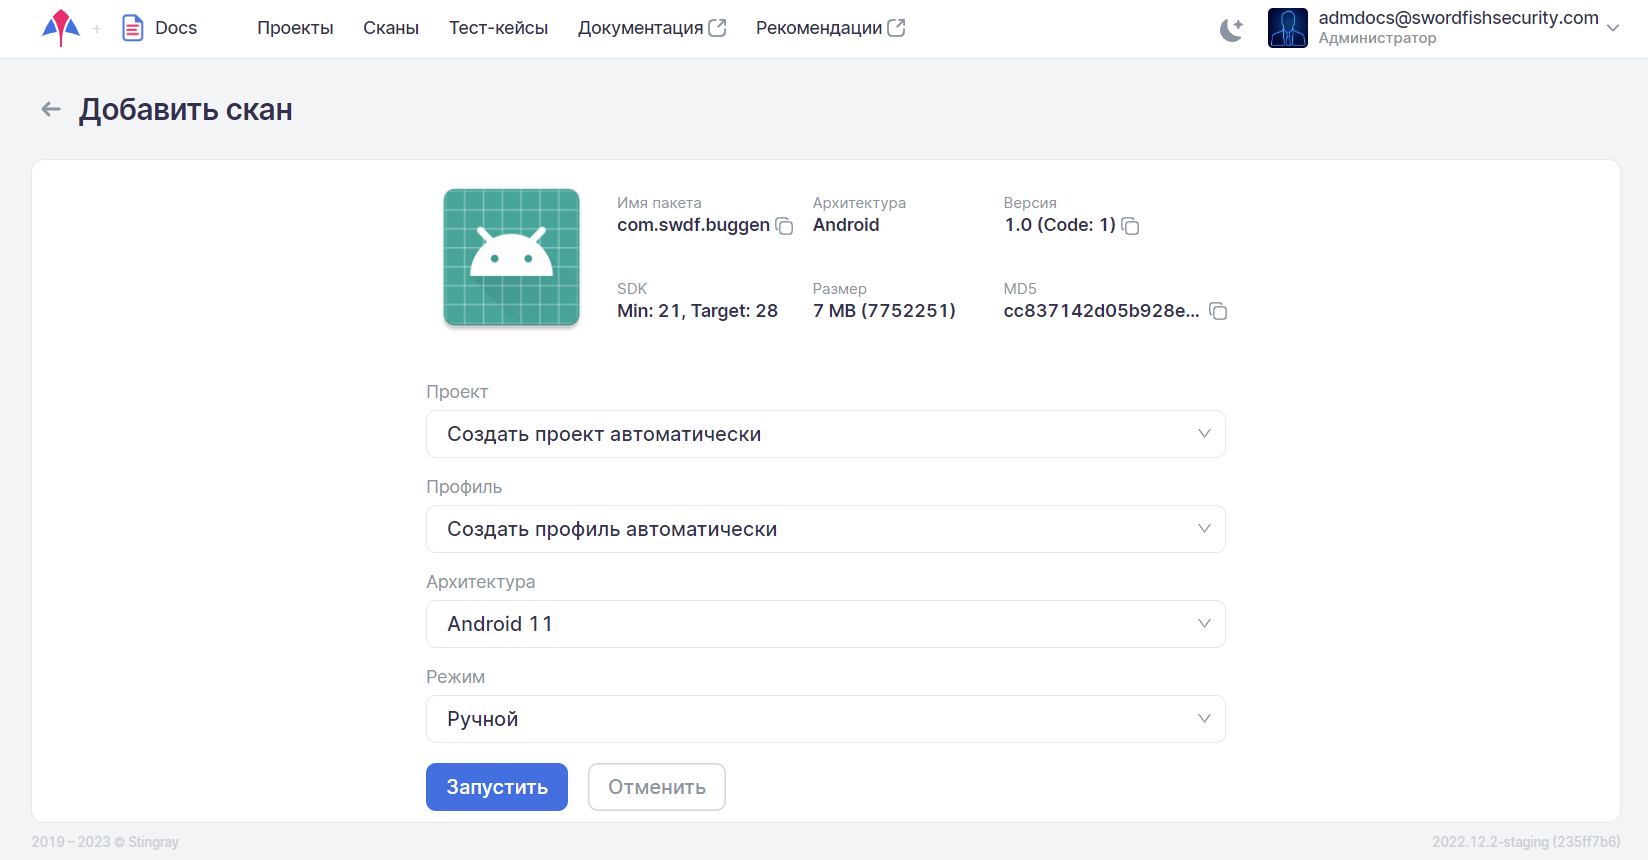 Docs Проекты Сканы Тест-кейсы Документация Рекомендации admdocs@swordfishsecurity.com
Администратор
Добавить скан
Имя пакета Архитектура Версия
com.swdf.buggen Android 1.0 (Code: 1)
SDK Размер MD5
Min: 21, Target: 28 7 MB (7752251) cc837142d05b928e...
Проект
Создать проект автоматически
Профиль
Создать профиль автоматически
Архитектура
Android 11
Режим
Ручной
Запустить Отменить
2019 – 2023 © Stingray 2022.12.2-staging (235ff7b6)